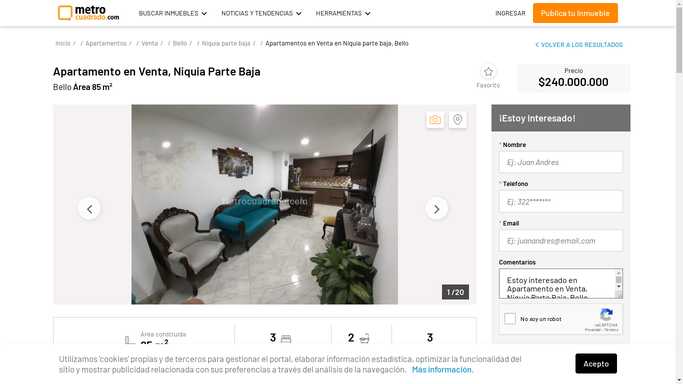 metro
cuadrado.com
BUSCAR INMUEBLES
NOTICIAS Y TENDENCIAS
HERRAMIENTAS
INGRESAR
Publica tu inmueble
Inicio / / Apartamentos / / Venta / / Bello / / Niquia parte baja / / Apartamentos en Venta en Niquia parte baja, Bello
VOLVER A LOS RESULTADOS
Apartamento en Venta, Niquia Parte Baja
Bello Area 85 m²
Favorito
Precio
$240.000.000
1 / 20
¡Estoy Interesado!
* Nombre
Ej: Juan Andres
* Teléfono
Ej: 322*******
* Email
Ej: juanandres@email.com
Comentarios
Estoy interesado en
Apartamento en Venta,
Niquia Parte Baja, Bello
No soy un robot
reCAPTCHA
Privacidad - Términos
Área construida
85 m²
3
2
3
Utilizamos 'cookies' propias y de terceros para gestionar el portal, elaborar información estadística, optimizar la funcionalidad del
sitio y mostrar publicidad relacionada con sus preferencias a través del análisis de la navegación. Más información.
Acepto